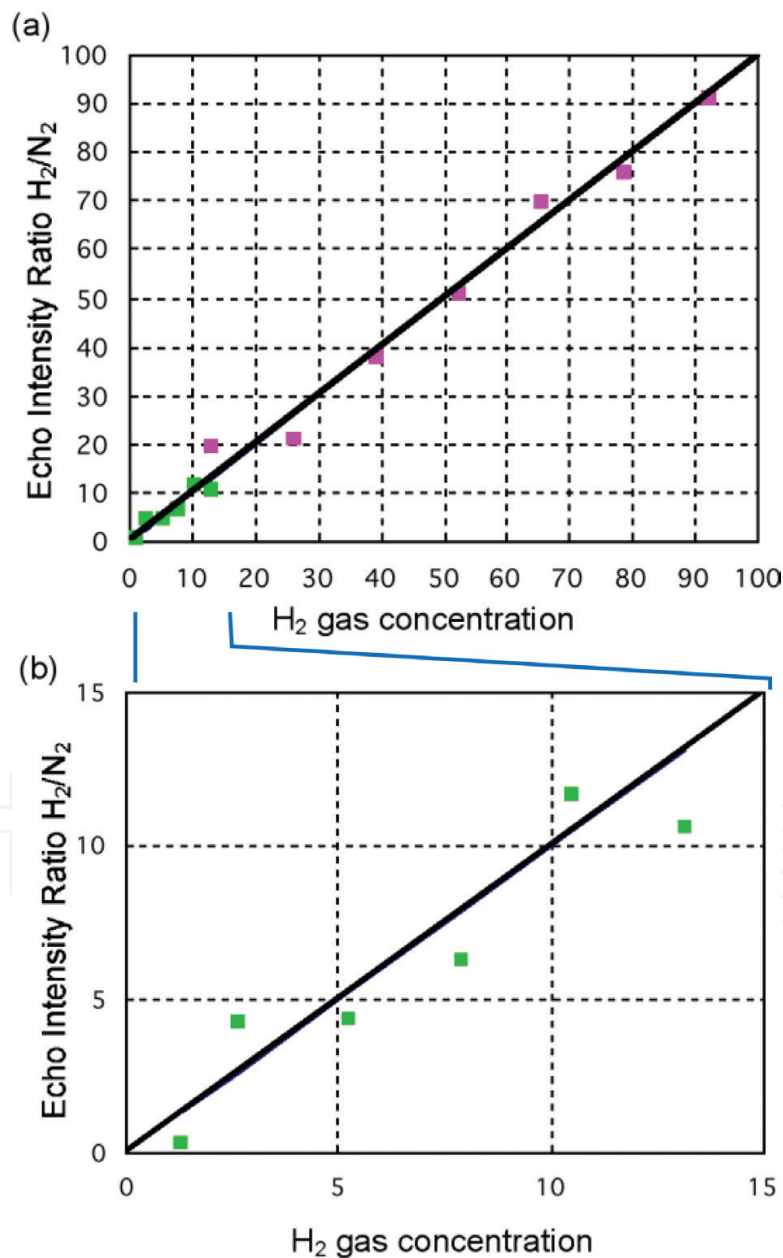 (a)
Echo Intensity Ratio H₂/N₂
100
90
80
70
60
50
40
30
20
10
0
0 10 20 30 40 50 60 70 80 90 100
H₂ gas concentration
(b)
Echo Intensity Ratio H₂/N₂
15
10
5
0
0 5 10 15
H₂ gas concentration